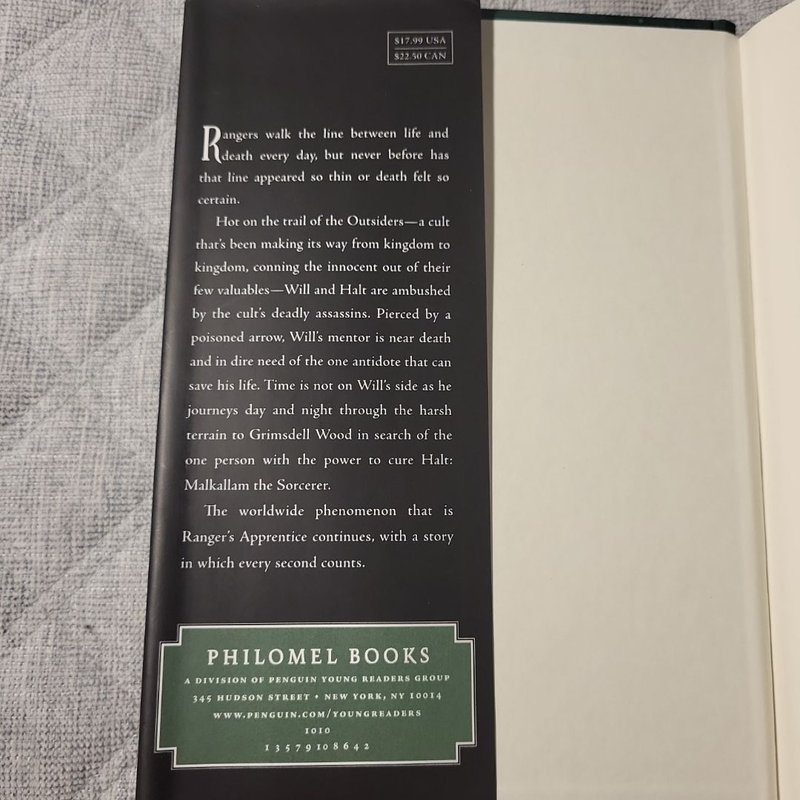 $17.99 USA
$22.50 CAN
Rangers walk the line between life and
death every day, but never before has
that line appeared so thin or death felt so
certain.
Hot on the trail of the Outsiders—a cult
that's been making its way from kingdom to
kingdom, conning the innocent out of their
few valuables—Will and Halt are ambushed
by the cult's deadly assassins. Pierced by a
poisoned arrow, Will's mentor is near death
and in dire need of the one antidote that can
save his life. Time is not on Will's side as he
journeys day and night through the harsh
terrain to Grimsdell Wood in search of the
one person with the power to cure Halt:
Malkallam the Sorcerer.
The worldwide phenomenon that is
Ranger's Apprentice continues, with a story
in which every second counts.
PHILOMEL BOOKS
A DIVISION OF PENGUIN YOUNG READERS GROUP
345 HUDSON STREET • NEW YORK, NY 10014
WWW.PENGUIN.COM/YOUNGREADERS
1010
1 3 5 7 9 10 8 6 4 2